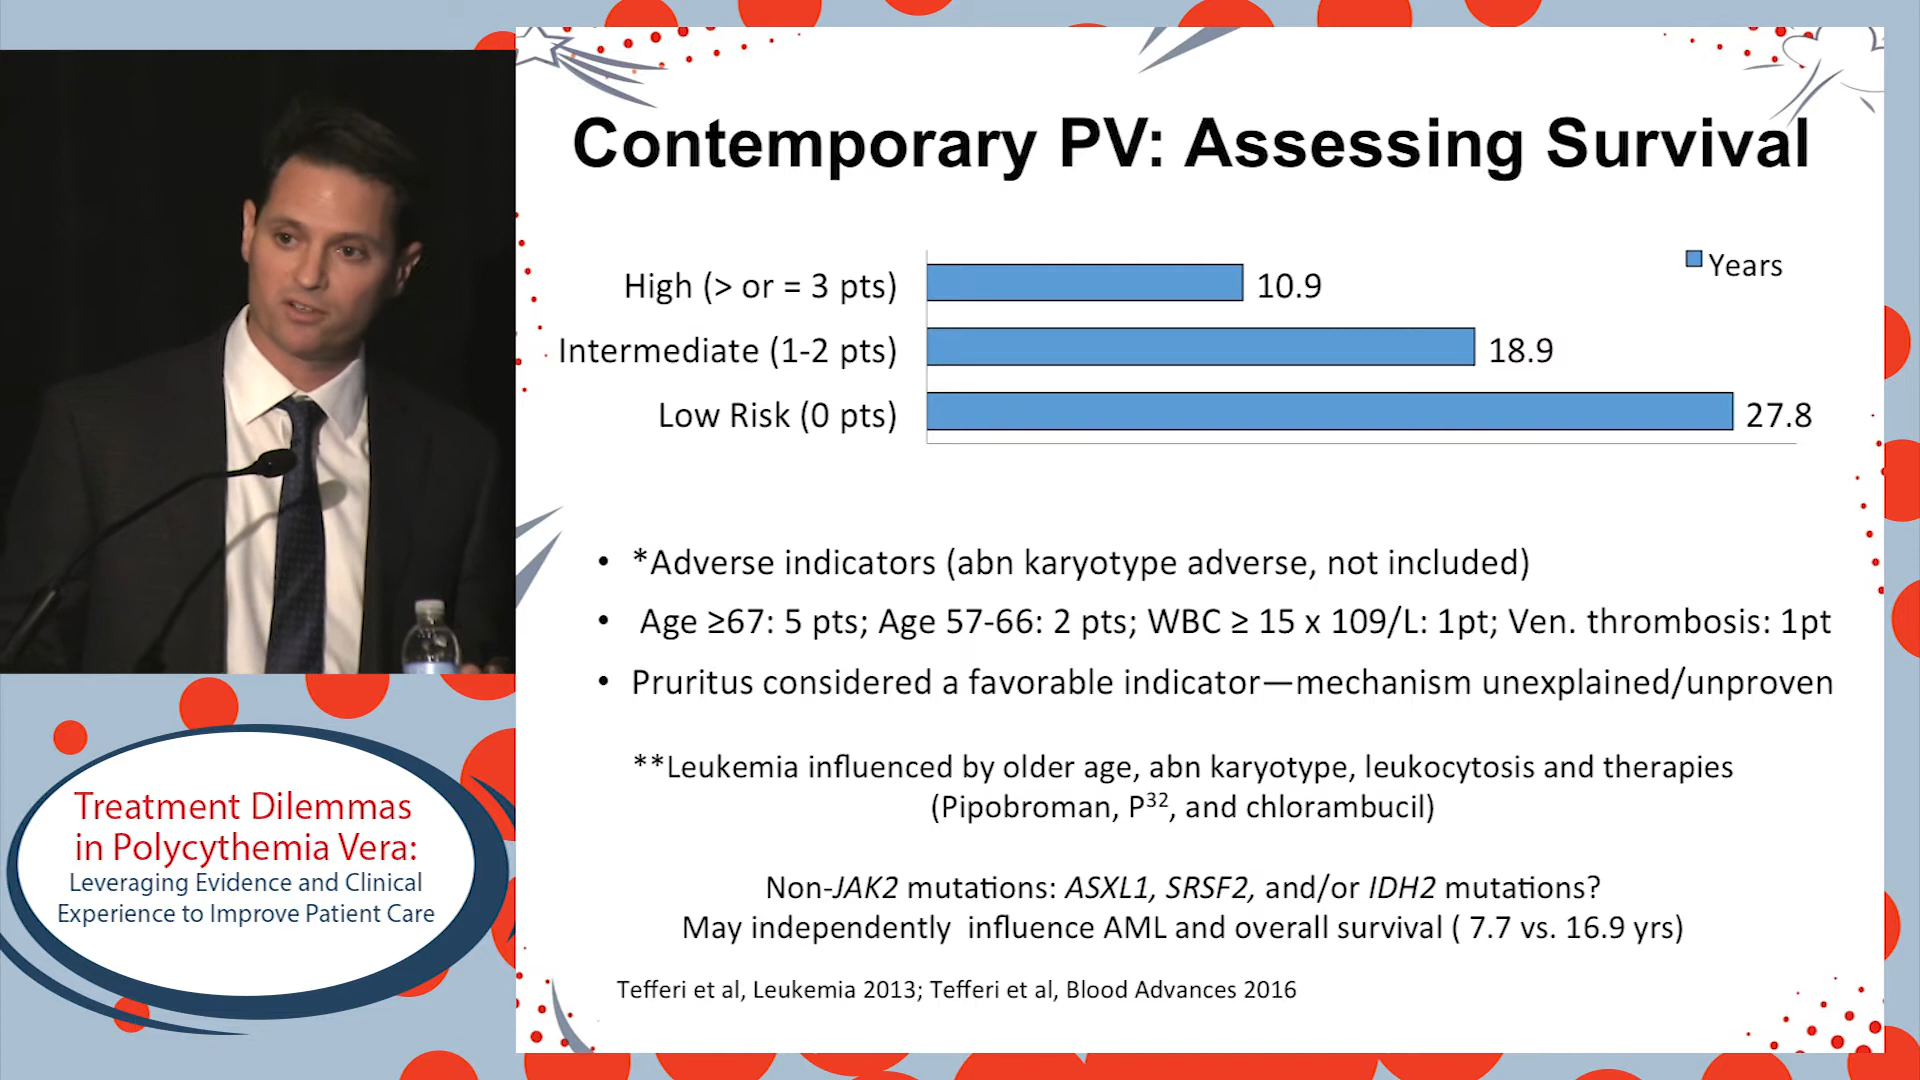 Contemporary PV: Assessing Survival
Years
High (> or = 3 pts) 10.9
Intermediate (1-2 pts) 18.9
Low Risk (0 pts) 27.8
• *Adverse indicators (abn karyotype adverse, not included)
• Age ≥67: 5 pts; Age 57-66: 2 pts; WBC ≥ 15 x 109/L: 1pt; Ven. thrombosis: 1pt
• Pruritus considered a favorable indicator—mechanism unexplained/unproven
**Leukemia influenced by older age, abn karyotype, leukocytosis and therapies
(Pipobroman, P³², and chlorambucil)
Non-JAK2 mutations: ASXL1, SRSF2, and/or IDH2 mutations?
May independently influence AML and overall survival ( 7.7 vs. 16.9 yrs)
Tefferi et al, Leukemia 2013; Tefferi et al, Blood Advances 2016
Treatment Dilemmas
in Polycythemia Vera:
Leveraging Evidence and Clinical
Experience to Improve Patient Care